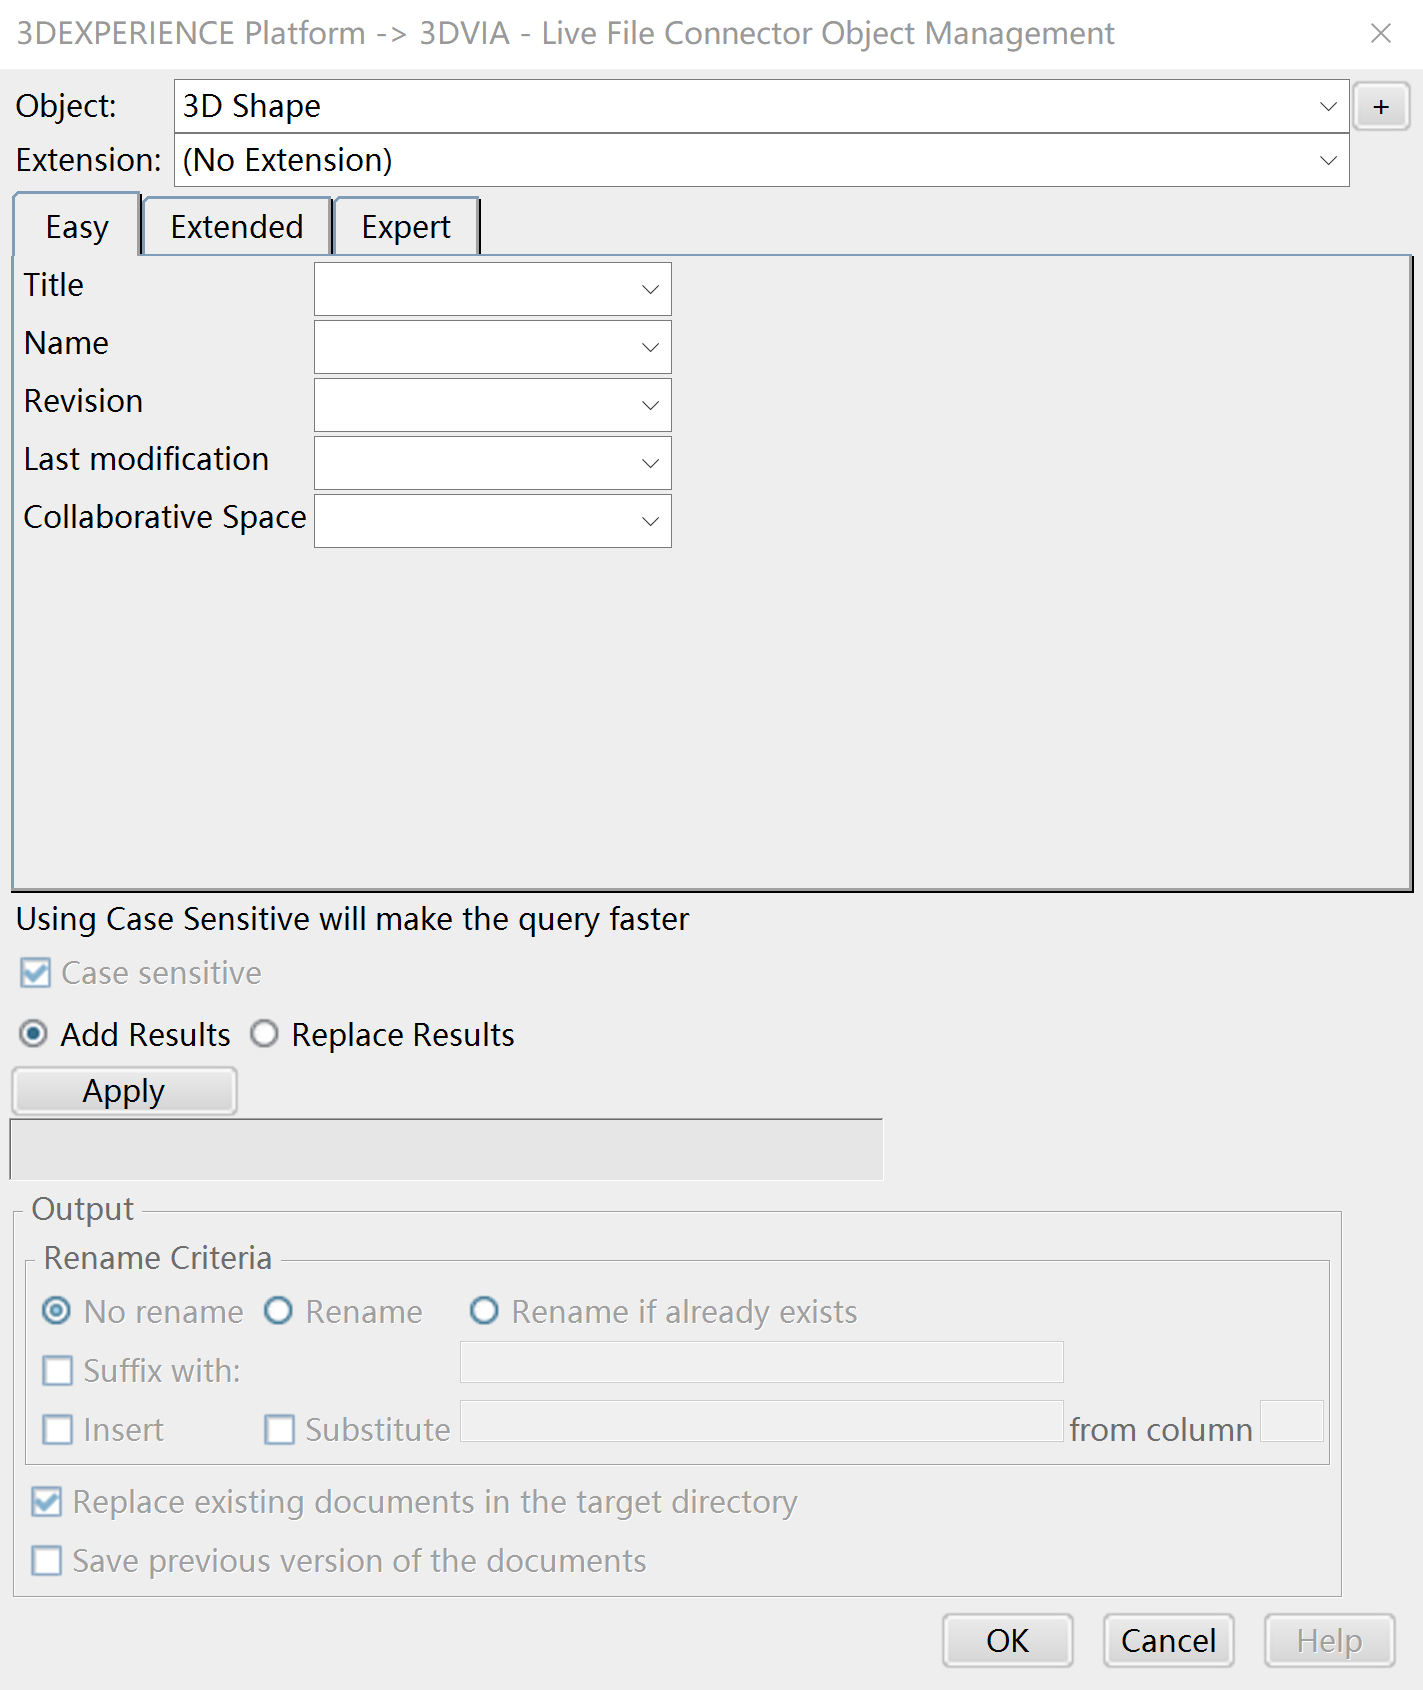 3DEXPERIENCE Platform -> 3DVIA - Live File Connector Object Management
Object: 3D Shape +
Extension: (No Extension)
Easy Extended Expert
Title
Name
Revision
Last modification
Collaborative Space
Using Case Sensitive will make the query faster
Case sensitive
Add Results Replace Results
Apply
Output
Rename Criteria
No rename Rename Rename if already exists
Suffix with:
Insert Substitute from column
Replace existing documents in the target directory
Save previous version of the documents
OK Cancel Help